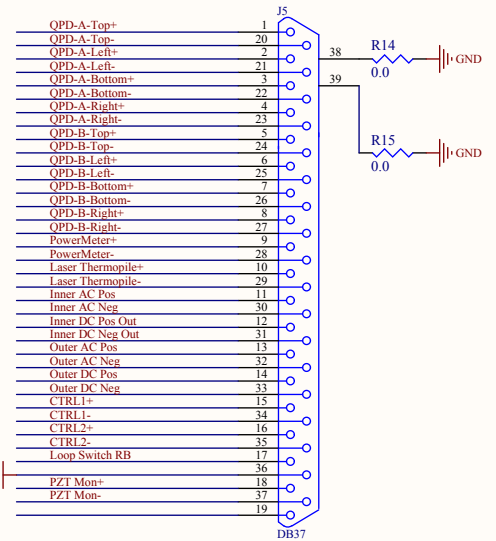 J5
QPD-A-Top+ 1
QPD-A-Top- 20
QPD-A-Left+ 2 38 R14 GND
QPD-A-Left- 21 0.0
QPD-A-Bottom+ 3 39
QPD-A-Bottom- 22
QPD-A-Right+ 4
QPD-A-Right- 23
QPD-B-Top+ 5 R15
QPD-B-Top- 24 GND
QPD-B-Left+ 6 0.0
QPD-B-Left- 25
QPD-B-Bottom+ 7
QPD-B-Bottom- 26
QPD-B-Right+ 8
QPD-B-Right- 27
PowerMeter+ 9
PowerMeter- 28
Laser Thermopile+ 10
Laser Thermopile- 29
Inner AC Pos 11
Inner AC Neg 30
Inner DC Pos Out 12
Inner DC Neg Out 31
Outer AC Pos 13
Outer AC Neg 32
Outer DC Pos 14
Outer DC Neg 33
CTRL1+ 15
CTRL1- 34
CTRL2+ 16
CTRL2- 35
Loop Switch RB 17
36
PZT Mon+ 18
PZT Mon- 37
19
DB37